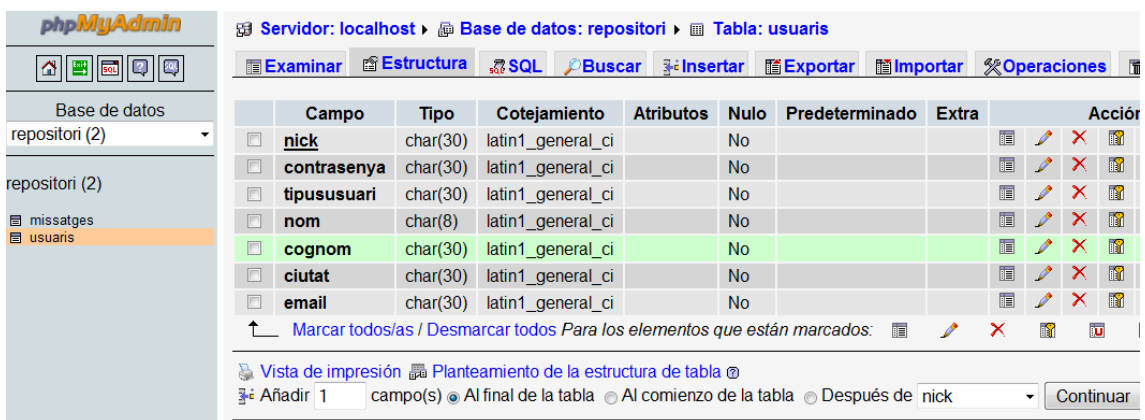 phpMyAdmin
Base de datos
repositori (2)
repositori (2)
missatges
usuaris
Servidor: localhost Base de datos: repositori Tabla: usuaris
Examinar Estructura SQL Buscar Insertar Exportar Importar Operaciones
Campo Tipo Cotejamiento Atributos Nulo Predeterminado Extra Acción
nick char(30) latin1_general_ci No
contrasenya char(30) latin1_general_ci No
tipususuari char(30) latin1_general_ci No
nom char(8) latin1_general_ci No
cognom char(30) latin1_general_ci No
ciutat char(30) latin1_general_ci No
email char(30) latin1_general_ci No
Marcar todos/as / Desmarcar todos Para los elementos que están marcados:
Vista de impresión Planteamiento de la estructura de tabla
Añadir 1 campo(s) Al final de la tabla Al comienzo de la tabla Después de nick Continuar